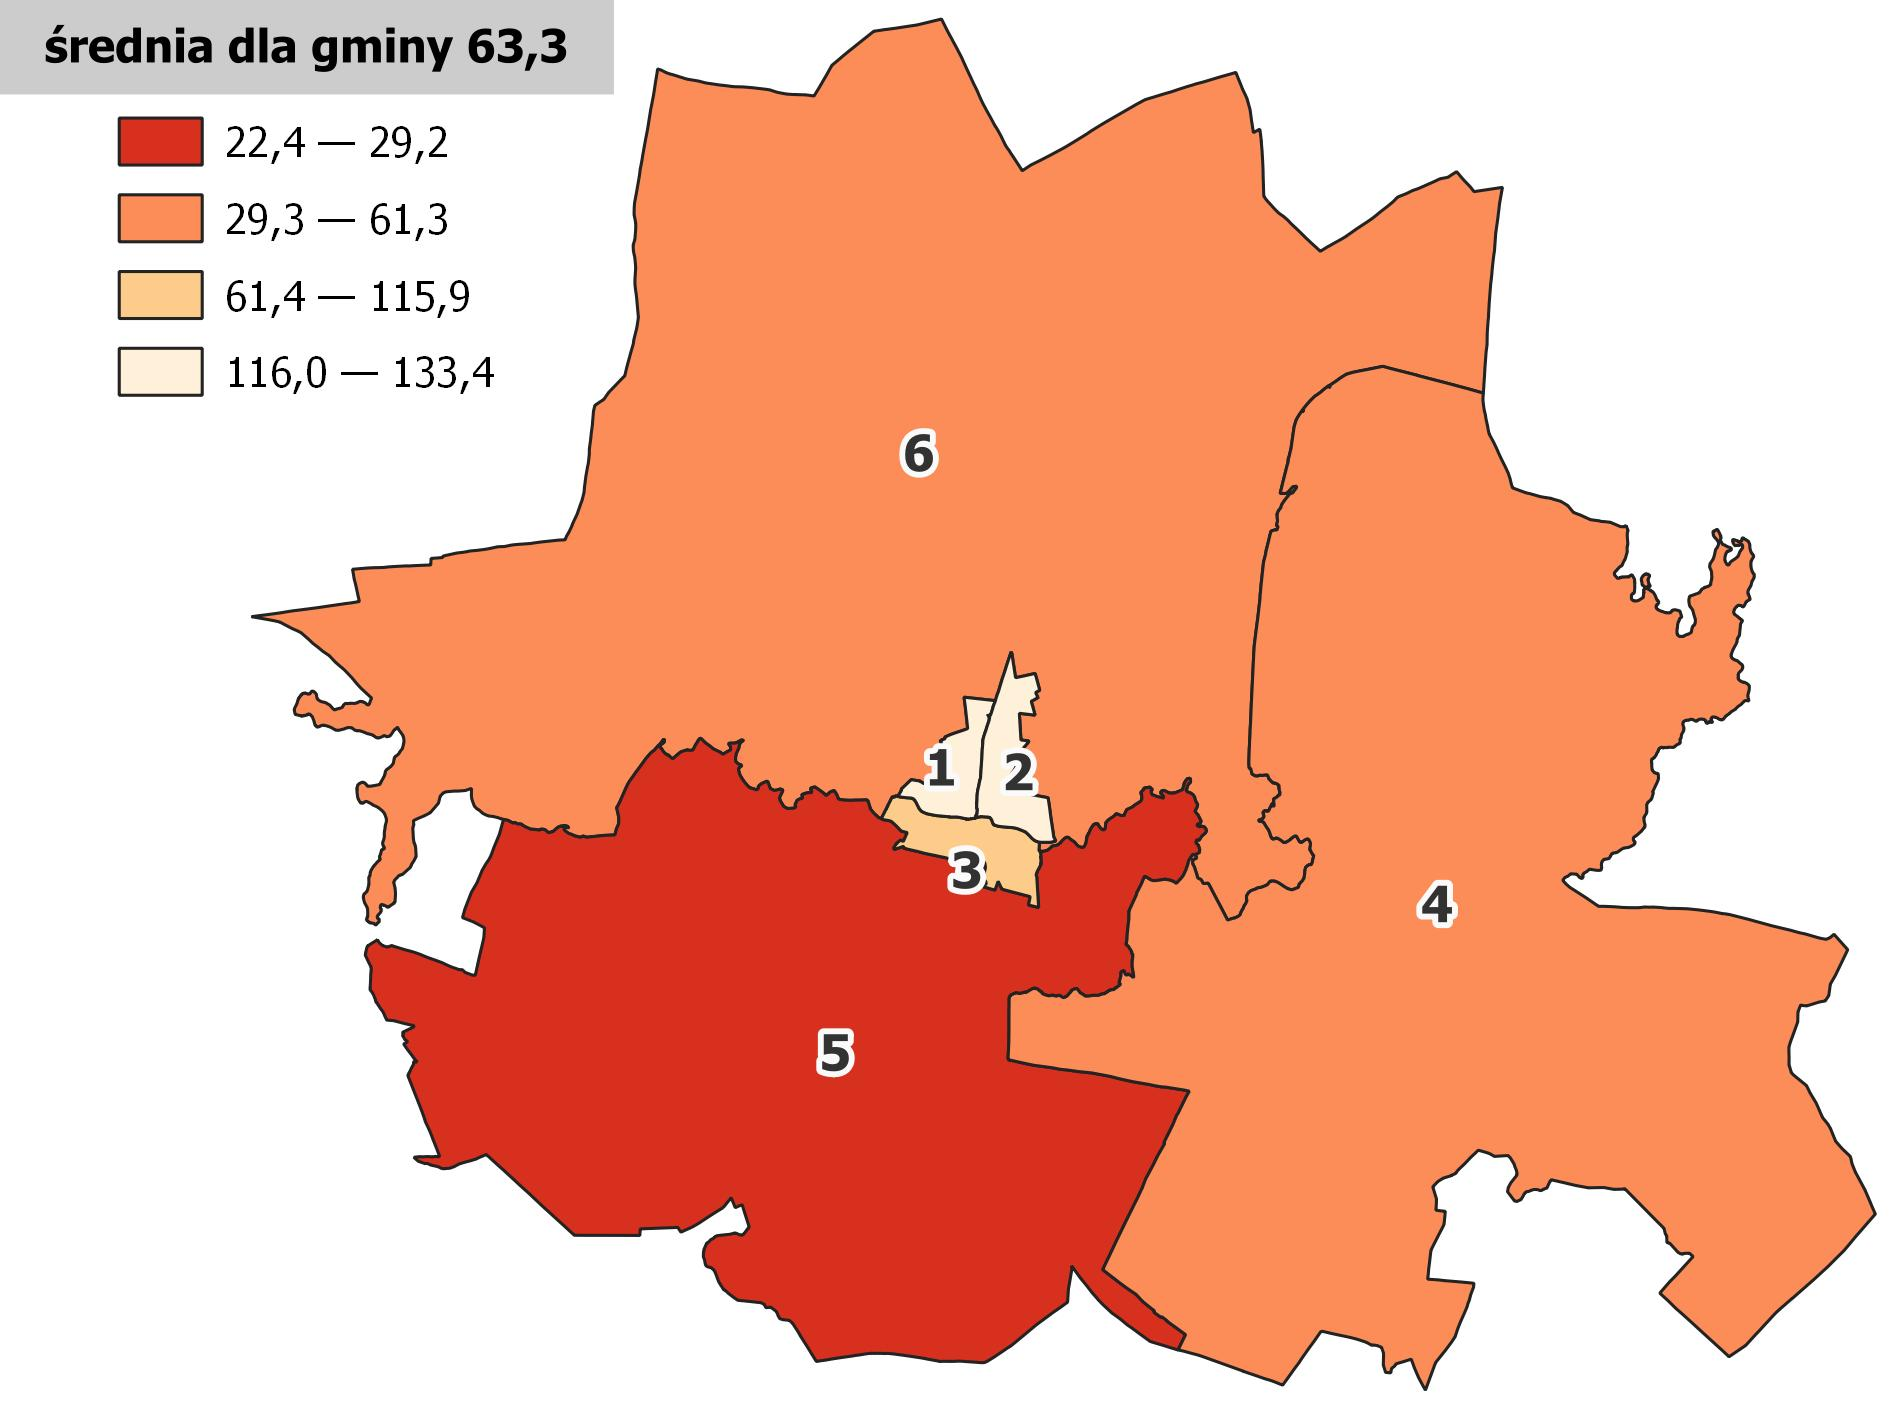 średnia dla gminy 63,3
22,4 — 29,2
29,3 — 61,3
61,4 — 115,9
116,0 — 133,4
6
1
2
3
4
5